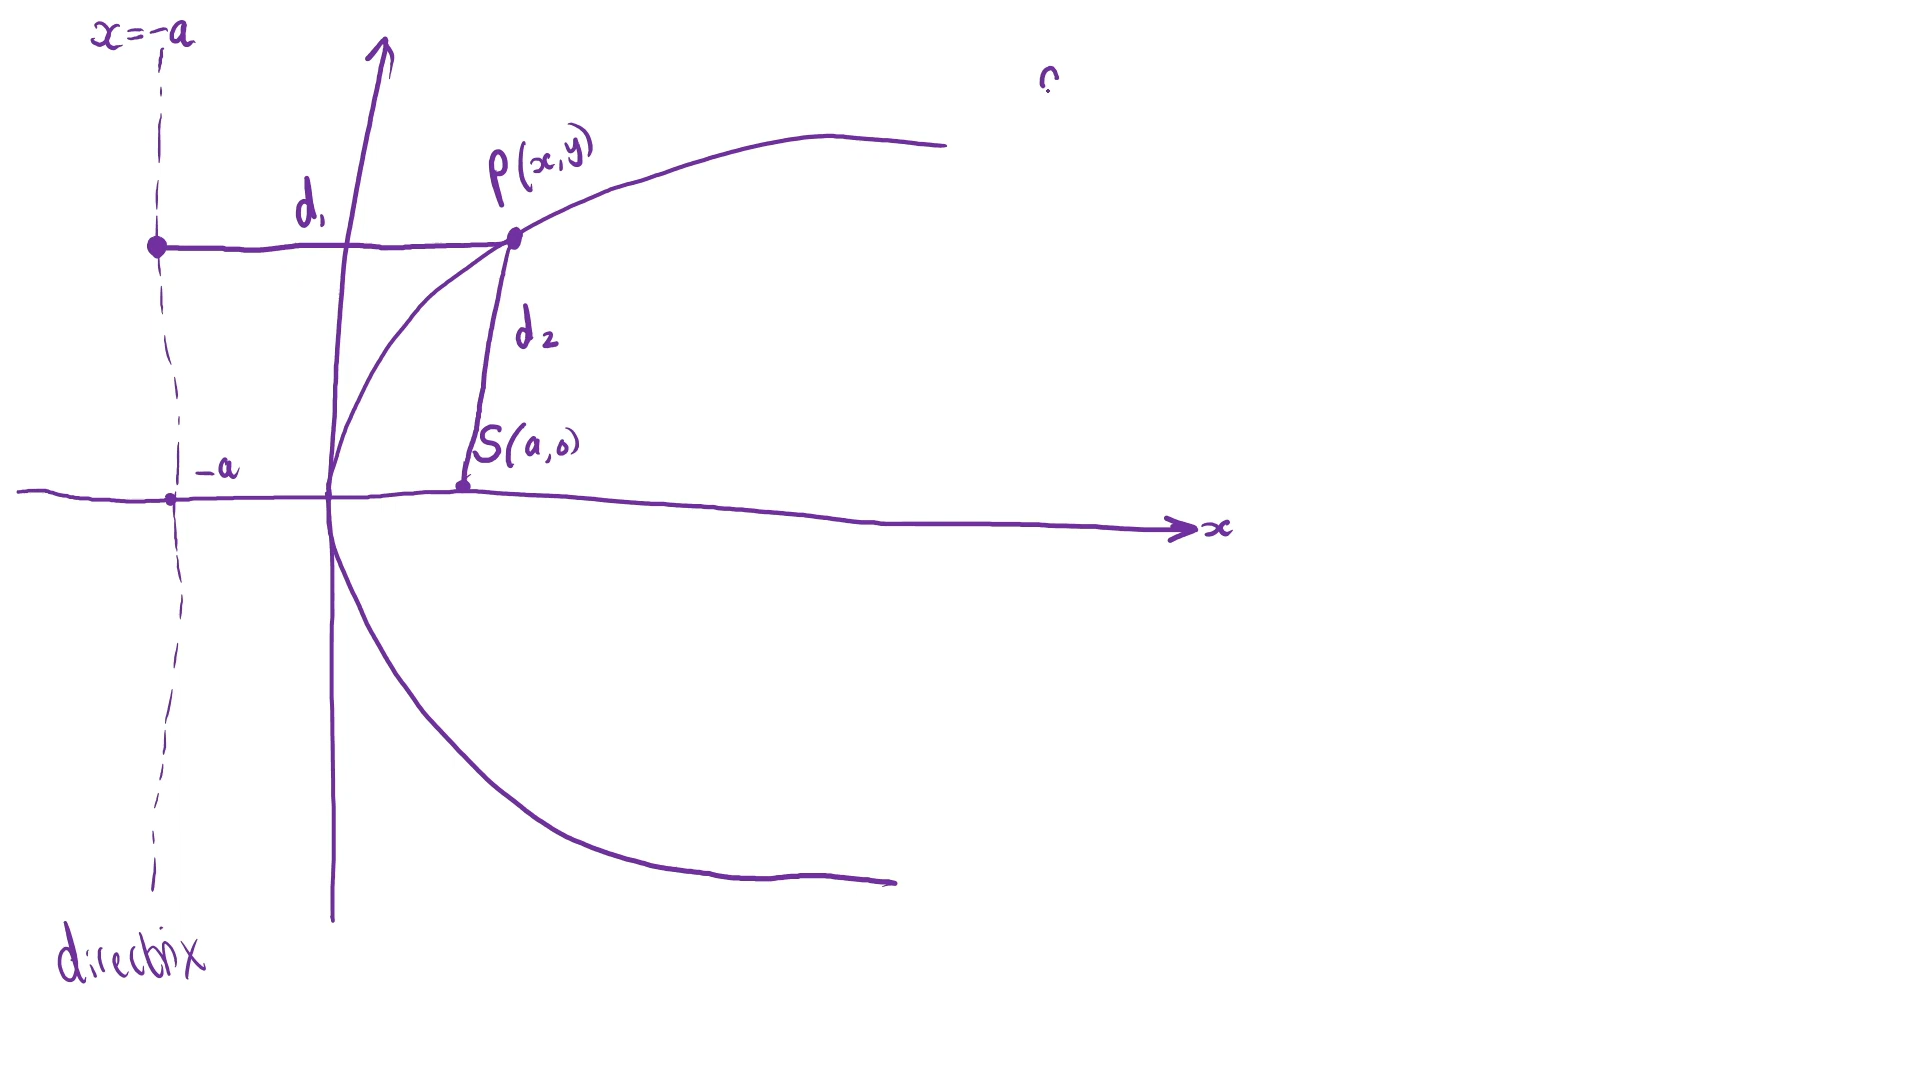 x=-a
P(x,y)
d₁
d₂
S(a,0)
-a
x
directrix